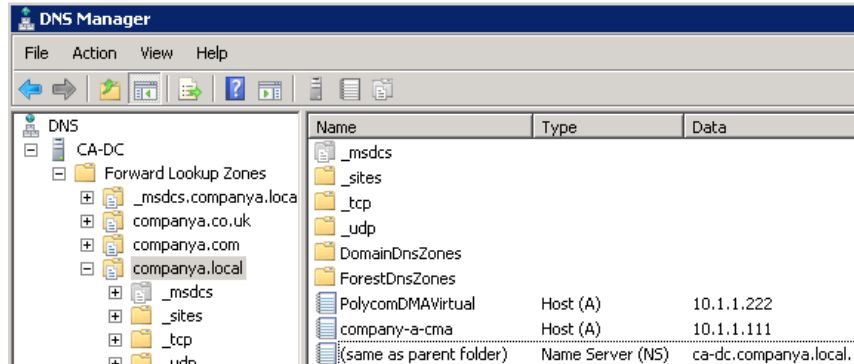 DNS Manager
File Action View Help
DNS
CA-DC
Forward Lookup Zones
_msdcs.companya.loca
companya.co.uk
companya.com
companya.local
_msdcs
_sites
_tcp
_udp
Name Type Data
_msdcs
_sites
_tcp
_udp
DomainDnsZones
ForestDnsZones
PolycomDMAVirtual Host (A) 10.1.1.222
company-a-cma Host (A) 10.1.1.111
(same as parent folder) Name Server (NS) ca-dc.companya.local.